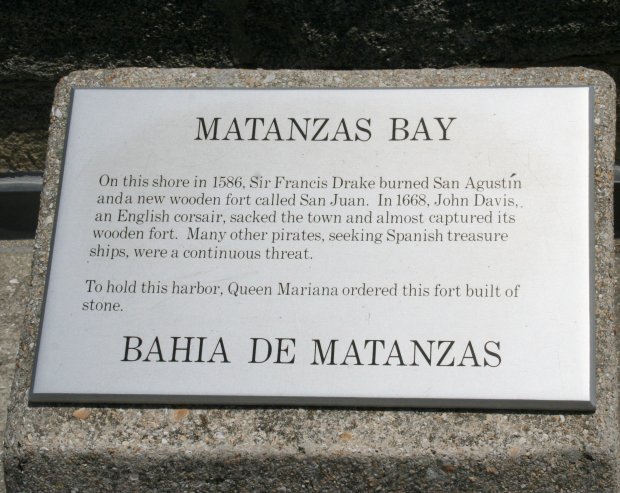 MATANZAS BAY
On this shore in 1586, Sir Francis Drake burned San Agustín
and a new wooden fort called San Juan. In 1668, John Davis,
an English corsair, sacked the town and almost captured its
wooden fort. Many other pirates, seeking Spanish treasure
ships, were a continuous threat.
To hold this harbor, Queen Mariana ordered this fort built of
stone.
BAHIA DE MATANZAS